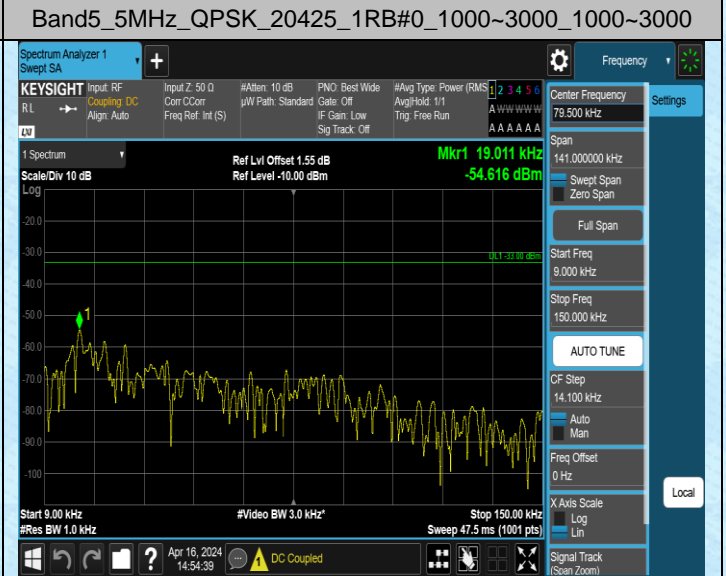 Band5_5MHz_QPSK_20425_1RB#0_1000~3000_1000~3000
Spectrum Analyzer 1
Swept SA
Frequency
KEYSIGHT
RL
Input: RF
Coupling: DC
Align: Auto
Input Z: 50 Ω
Corr CCorr
Freq Ref: Int (S)
#Atten: 10 dB
µW Path: Standard
PNO: Best Wide
Gate: Off
IF Gain: Low
Sig Track: Off
#Avg Type: Power (RMS
Avg|Hold: 1/1
Trig: Free Run
1 2 3 4 5 6
A W W W W W
A A A A A A
LXI
1 Spectrum
Scale/Div 10 dB
Log
Ref Lvl Offset 1.55 dB
Ref Level -10.00 dBm
Mkr1 19.011 kHz
-54.616 dBm
-20.0
-30.0
DL1 -33.00 dBm
-40.0
-50.0
1
-60.0
-70.0
-80.0
-90.0
-100
Start 9.00 kHz
#Res BW 1.0 kHz
#Video BW 3.0 kHz*
Stop 150.00 kHz
Sweep 47.5 ms (1001 pts)
Center Frequency
79.500 kHz
Settings
Span
141.000000 kHz
Swept Span
Zero Span
Full Span
Start Freq
9.000 kHz
Stop Freq
150.000 kHz
AUTO TUNE
CF Step
14.100 kHz
Auto
Man
Freq Offset
0 Hz
X Axis Scale
Log
Lin
Local
Signal Track
(Span Zoom)
?
Apr 16, 2024
14:54:39
DC Coupled